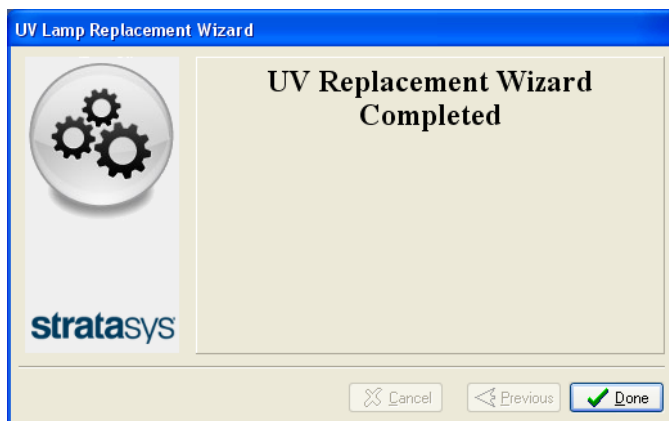 UV Lamp Replacement Wizard
UV Replacement Wizard
Completed
stratasys
Cancel
Previous
Done